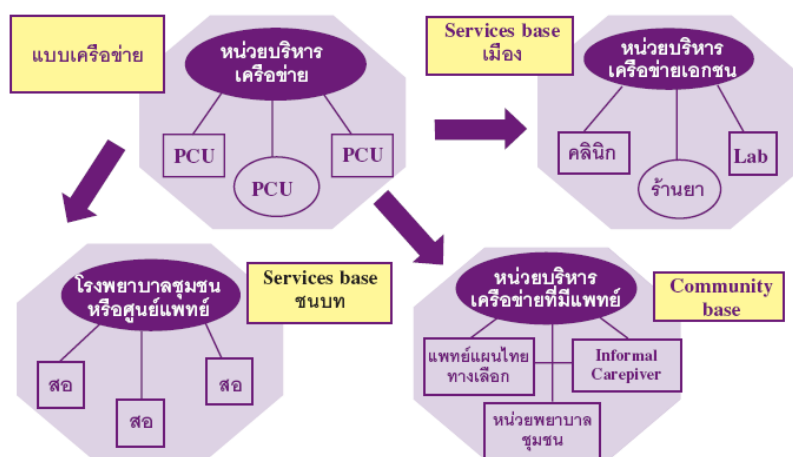 แบบเครือข่าย
หน่วยบริหาร
เครือข่าย
PCU
PCU
PCU
Services base
เมือง
หน่วยบริหาร
เครือข่ายเอกชน
คลินิก
ร้านยา
Lab
โรงพยาบาลชุมชน
หรือศูนย์แพทย์
Services base
ชนบท
สอ
สอ
สอ
หน่วยบริหาร
เครือข่ายที่มีแพทย์
Community
base
แพทย์แผนไทย
ทางเลือก
Informal
Carepiver
หน่วยพยาบาล
ชุมชน